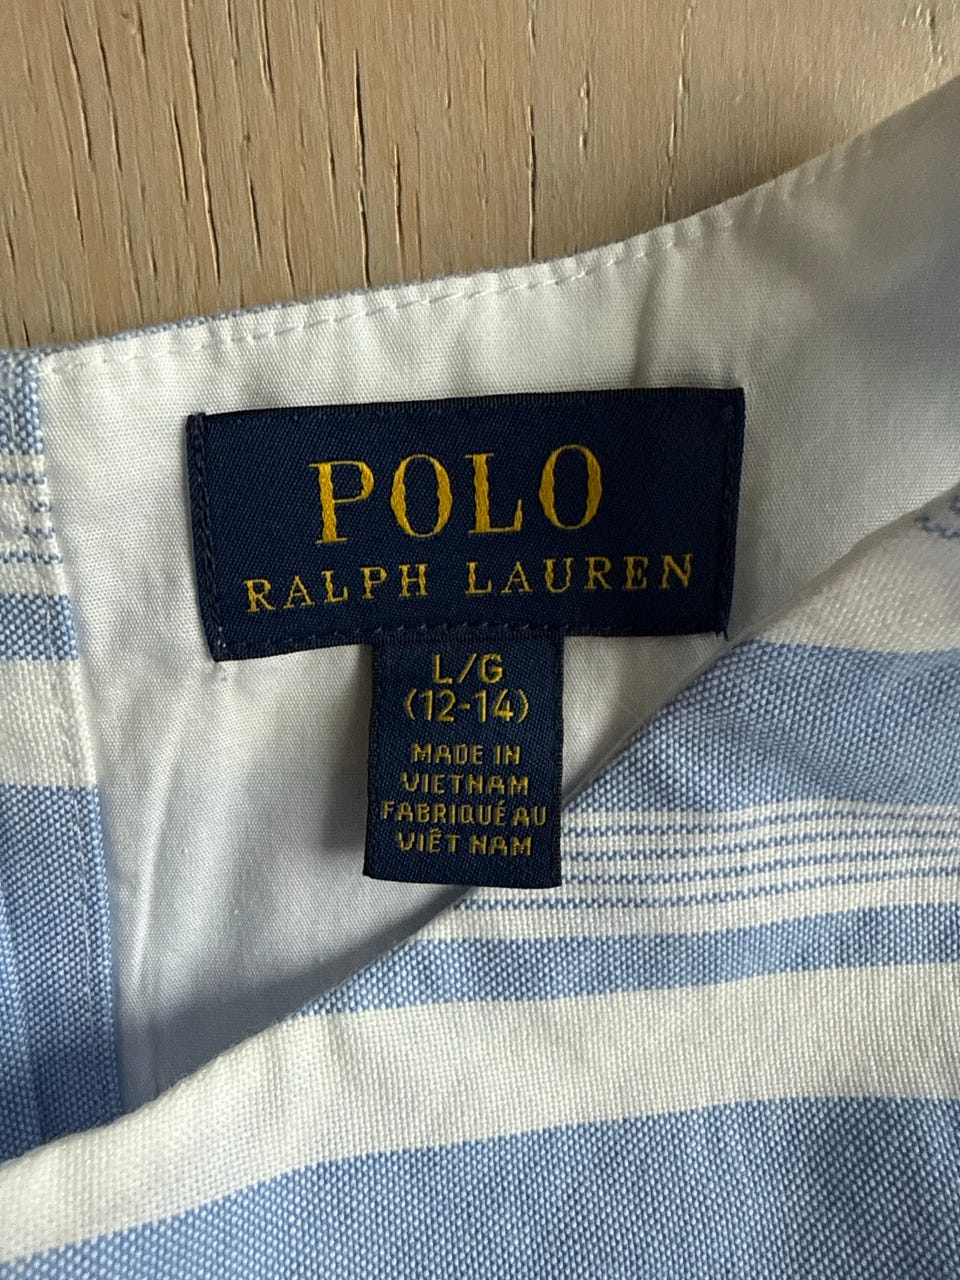 POLO
RALPH LAUREN
L/G
(12-14)
MADE IN
VIETNAM
FABRIQUÉ AU
VIÊT NAM